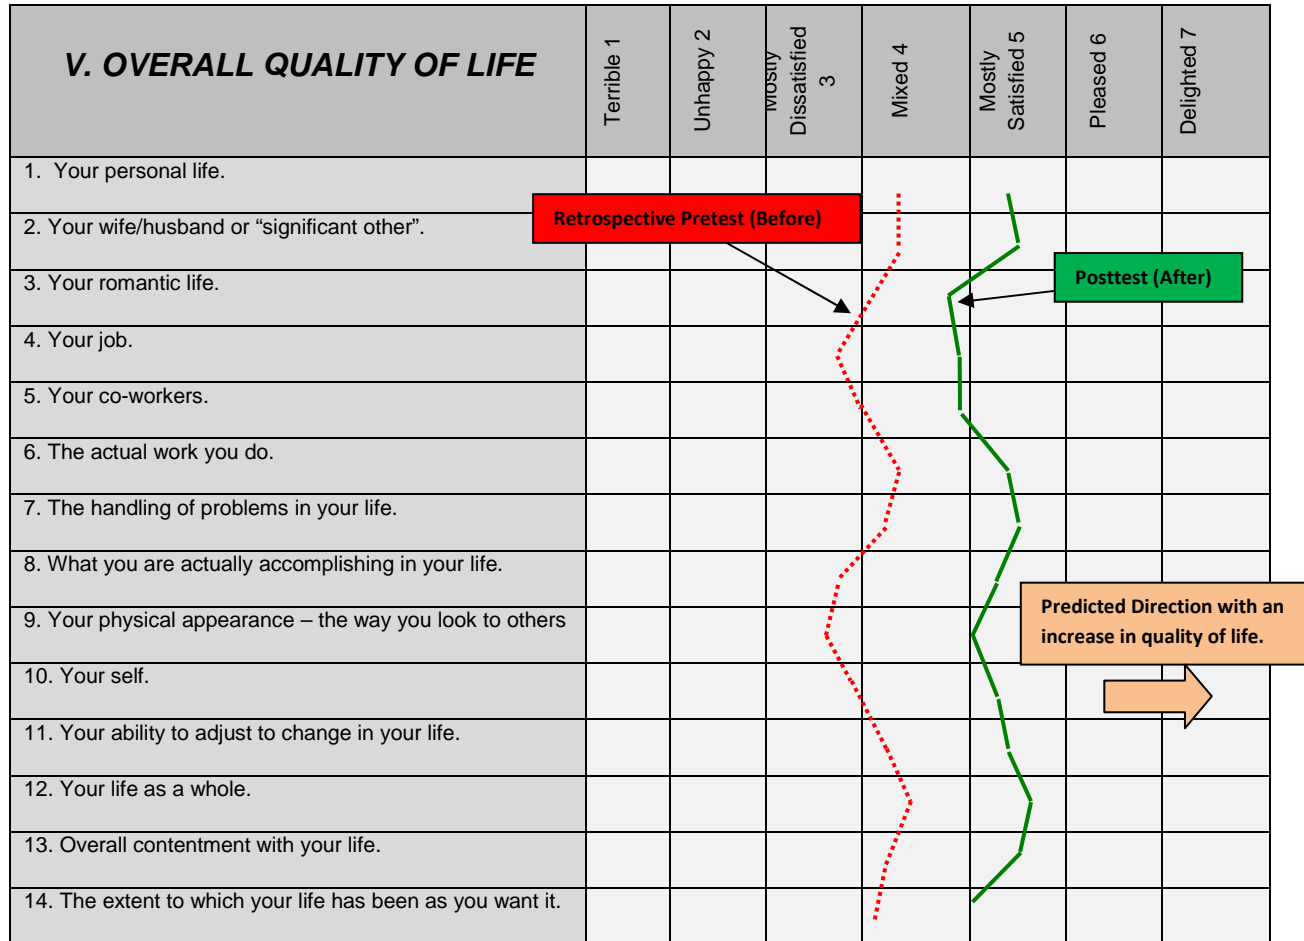 V. OVERALL QUALITY OF LIFE
Terrible 1
Unhappy 2
Mostly
Dissatisfied
3
Mixed 4
Mostly
Satisfied 5
Pleased 6
Delighted 7
1. Your personal life.
Retrospective Pretest (Before)
2. Your wife/husband or “significant other”.
3. Your romantic life.
Posttest (After)
4. Your job.
5. Your co-workers.
6. The actual work you do.
7. The handling of problems in your life.
8. What you are actually accomplishing in your life.
9. Your physical appearance – the way you look to others
Predicted Direction with an
increase in quality of life.
10. Your self.
11. Your ability to adjust to change in your life.
12. Your life as a whole.
13. Overall contentment with your life.
14. The extent to which your life has been as you want it.